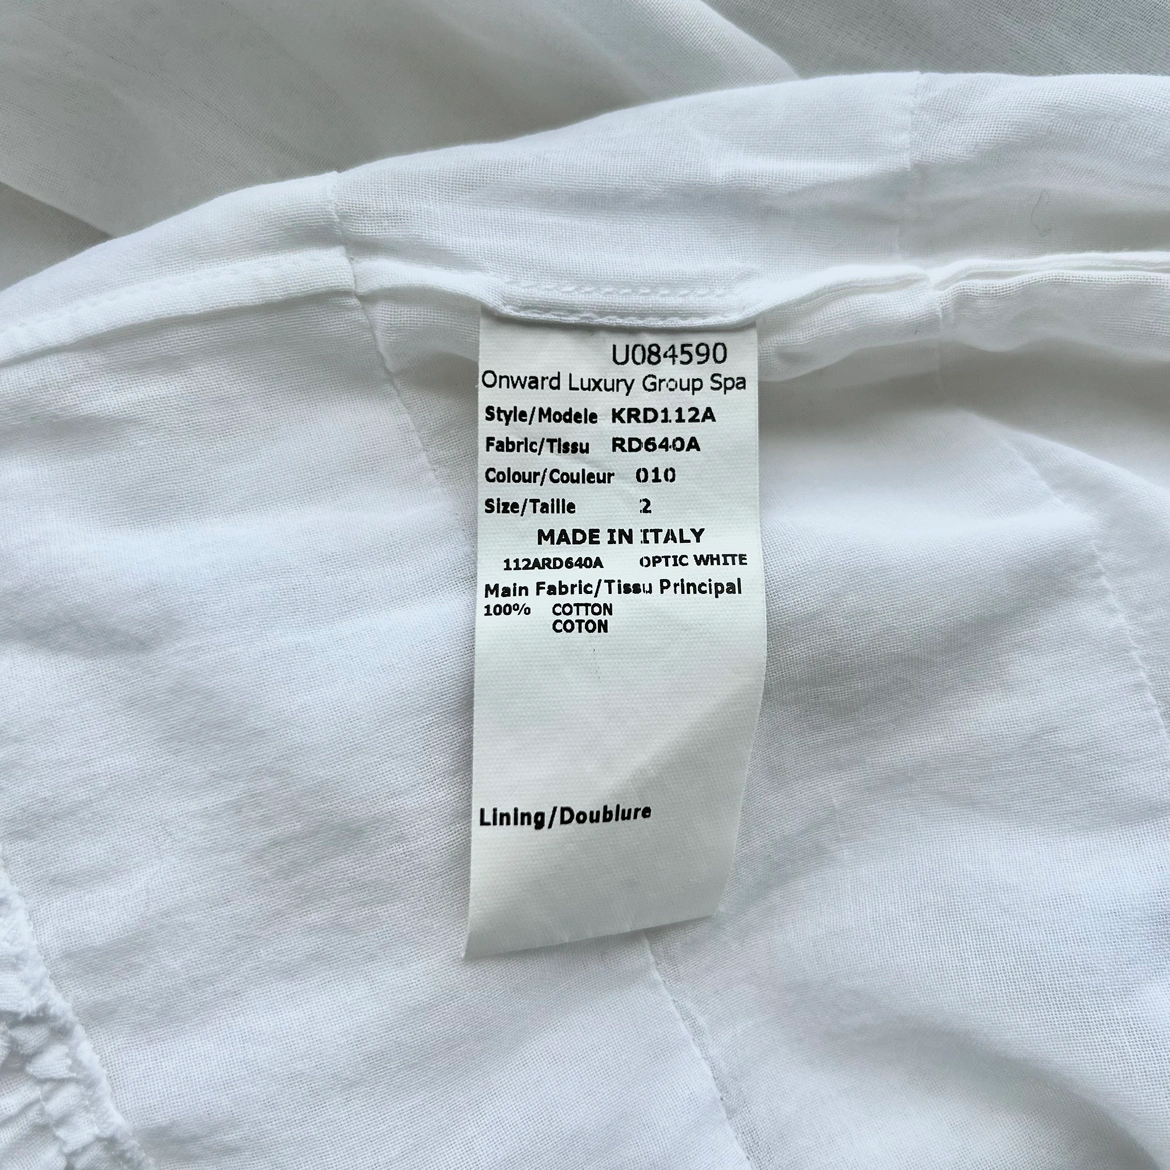 U084590
Onward Luxury Group Spa
Style/Modele KRD112A
Fabric/Tissu RD640A
Colour/Couleur 010
Size/Taille 2
MADE IN ITALY
112ARD640A OPTIC WHITE
Main Fabric/Tissu Principal
100% COTTON
COTON
Lining/Doublure